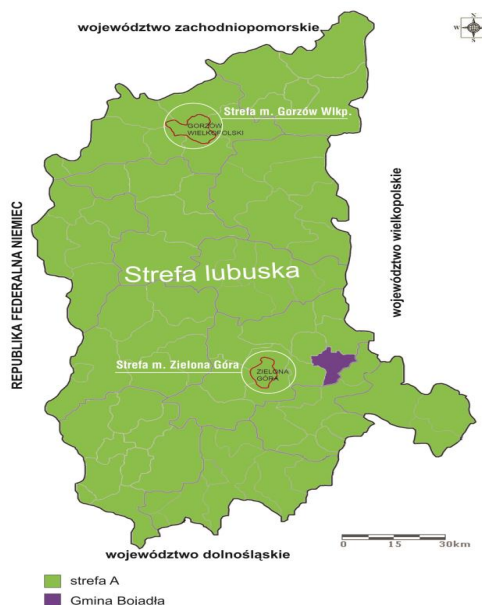 województwo zachodniopomorskie
N
W
E
S
Strefa m. Gorzów Wlkp.
GORZÓW
WIELKOPOLSKI
REPUBLIKA FEDERALNA NIEMIEC
województwo wielkopolskie
Strefa lubuska
Strefa m. Zielona Góra
ZIELONA
GÓRA
0 15 30km
województwo dolnośląskie
strefa A
Gmina Bojadła